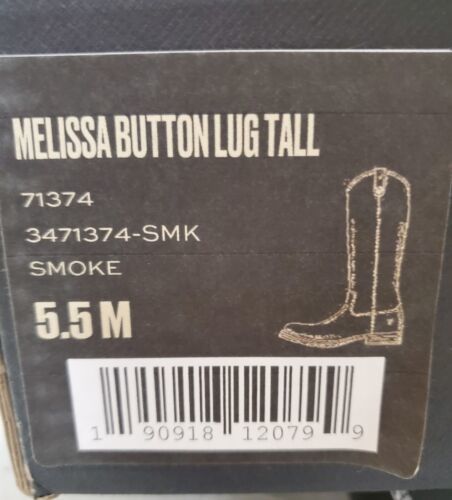 MELISSA BUTTON LUG TALL
71374
3471374-SMK
SMOKE
5.5 M
1 90918 12079 9